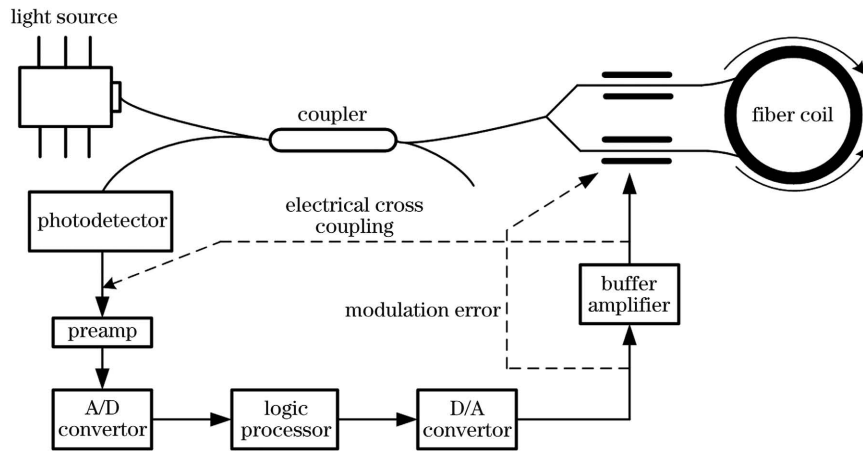 light source
coupler
fiber coil
photodetector
electrical cross
coupling
buffer
amplifier
modulation error
preamp
A/D
convertor
logic
processor
D/A
convertor